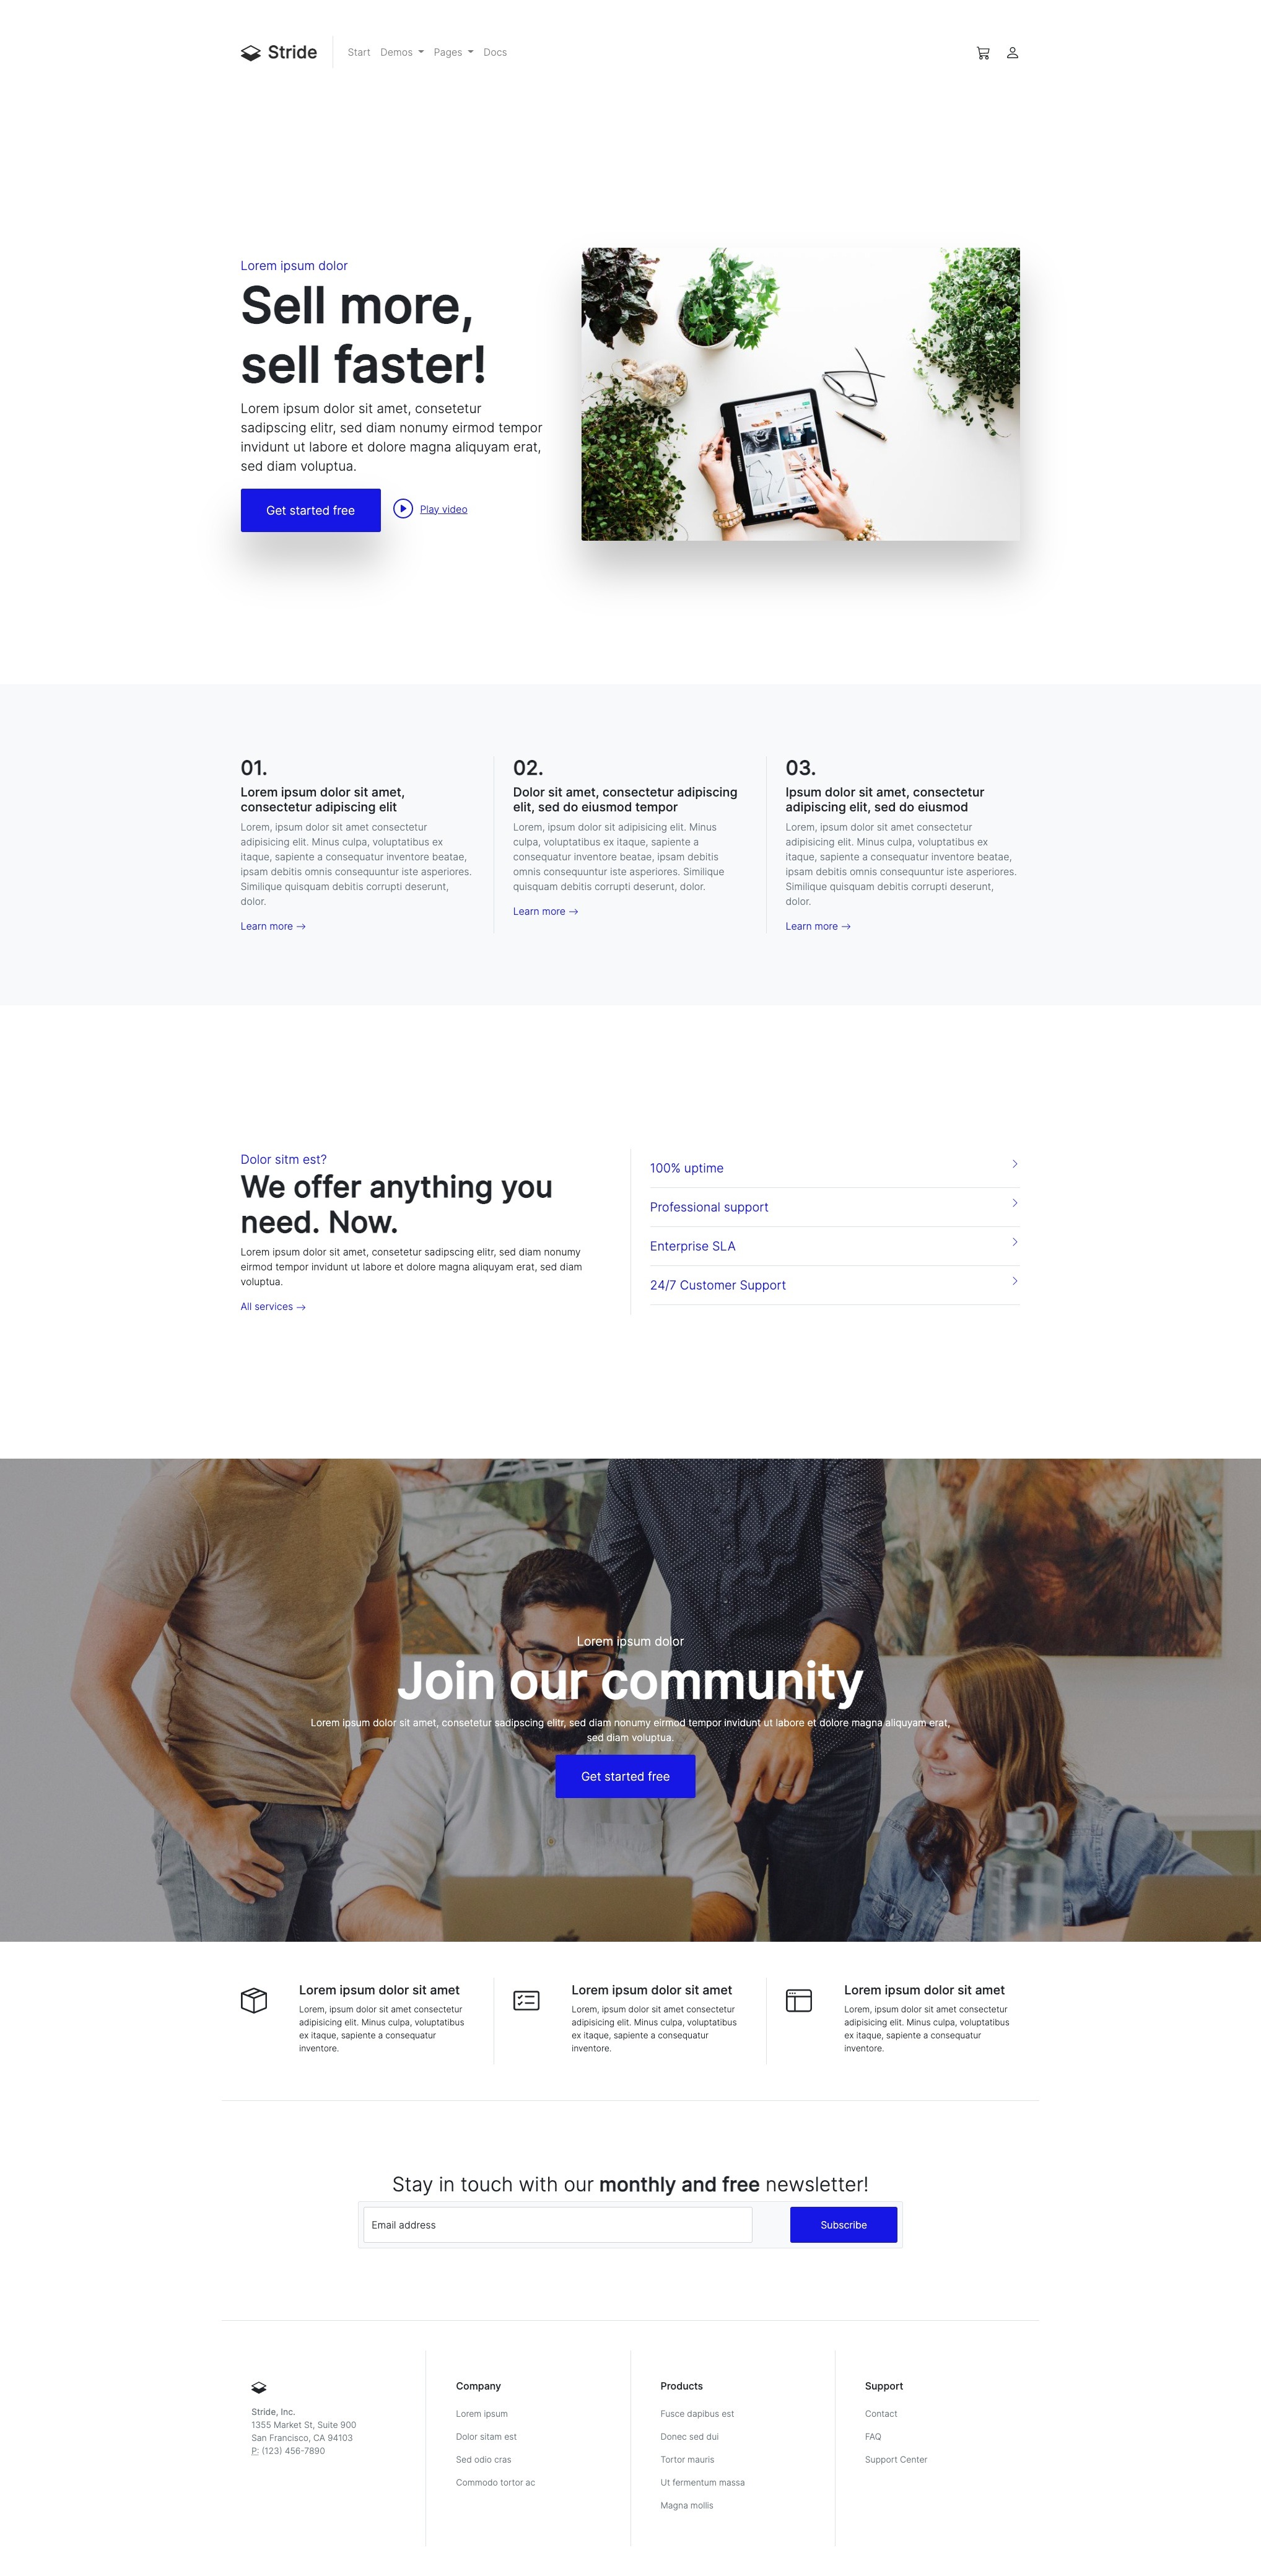 Stride
Start Demos Pages Docs
Lorem ipsum dolor
Sell more,
sell faster!
Lorem ipsum dolor sit amet, consetetur
sadipscing elitr, sed diam nonumy eirmod tempor
invidunt ut labore et dolore magna aliquyam erat,
sed diam voluptua.
Get started free
Play video
01.
Lorem ipsum dolor sit amet,
consectetur adipiscing elit
Lorem, ipsum dolor sit amet consectetur
adipisicing elit. Minus culpa, voluptatibus ex
itaque, sapiente a consequatur inventore beatae,
ipsam debitis omnis consequuntur iste asperiores.
Similique quisquam debitis corrupti deserunt,
dolor.
Learn more
02.
Dolor sit amet, consectetur adipiscing
elit, sed do eiusmod tempor
Lorem, ipsum dolor sit adipisicing elit. Minus
culpa, voluptatibus ex itaque, sapiente a
consequatur inventore beatae, ipsam debitis
omnis consequuntur iste asperiores. Similique
quisquam debitis corrupti deserunt, dolor.
Learn more
03.
Ipsum dolor sit amet, consectetur
adipiscing elit, sed do eiusmod
Lorem, ipsum dolor sit amet consectetur
adipisicing elit. Minus culpa, voluptatibus ex
itaque, sapiente a consequatur inventore beatae,
ipsam debitis omnis consequuntur iste asperiores.
Similique quisquam debitis corrupti deserunt,
dolor.
Learn more
Dolor sitm est?
We offer anything you
need. Now.
Lorem ipsum dolor sit amet, consetetur sadipscing elitr, sed diam nonumy
eirmod tempor invidunt ut labore et dolore magna aliquyam erat, sed diam
voluptua.
All services
100% uptime
Professional support
Enterprise SLA
24/7 Customer Support
Lorem ipsum dolor
Join our community
Lorem ipsum dolor sit amet, consetetur sadipscing elitr, sed diam nonumy eirmod tempor invidunt ut labore et dolore magna aliquyam erat,
sed diam voluptua.
Get started free
Lorem ipsum dolor sit amet
Lorem, ipsum dolor sit amet consectetur
adipisicing elit. Minus culpa, voluptatibus
ex itaque, sapiente a consequatur
inventore.
Lorem ipsum dolor sit amet
Lorem, ipsum dolor sit amet consectetur
adipisicing elit. Minus culpa, voluptatibus
ex itaque, sapiente a consequatur
inventore.
Lorem ipsum dolor sit amet
Lorem, ipsum dolor sit amet consectetur
adipisicing elit. Minus culpa, voluptatibus
ex itaque, sapiente a consequatur
inventore.
Stay in touch with our monthly and free newsletter!
Email address
Subscribe
Stride, Inc.
1355 Market St, Suite 900
San Francisco, CA 94103
P: (123) 456-7890
Company
Lorem ipsum
Dolor sitam est
Sed odio cras
Commodo tortor ac
Products
Fusce dapibus est
Donec sed dui
Tortor mauris
Ut fermentum massa
Magna mollis
Support
Contact
FAQ
Support Center